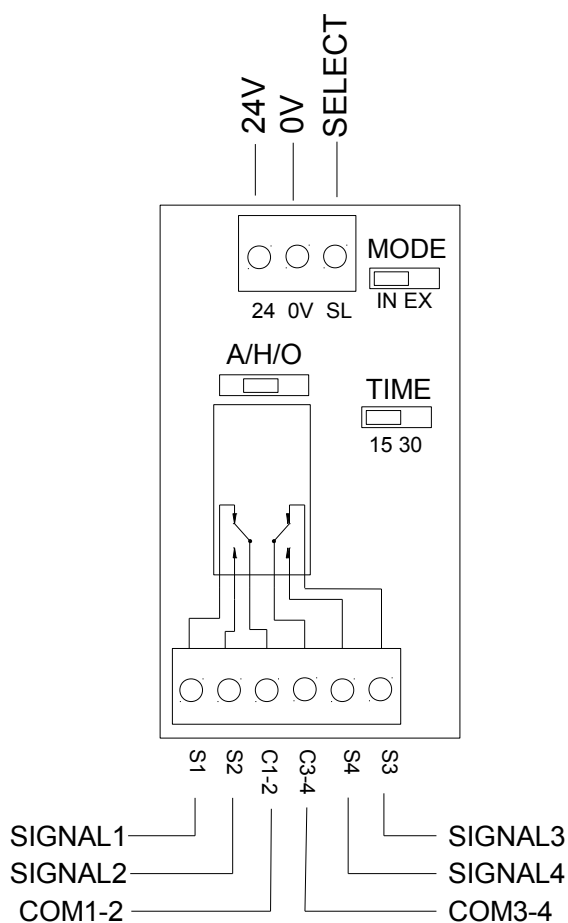 24V
0V
SELECT
MODE
IN EX
24 0V SL
A/H/O
TIME
15 30
S1
S2
C1-2
C3-4
S4
S3
SIGNAL1
SIGNAL2
COM1-2
SIGNAL3
SIGNAL4
COM3-4